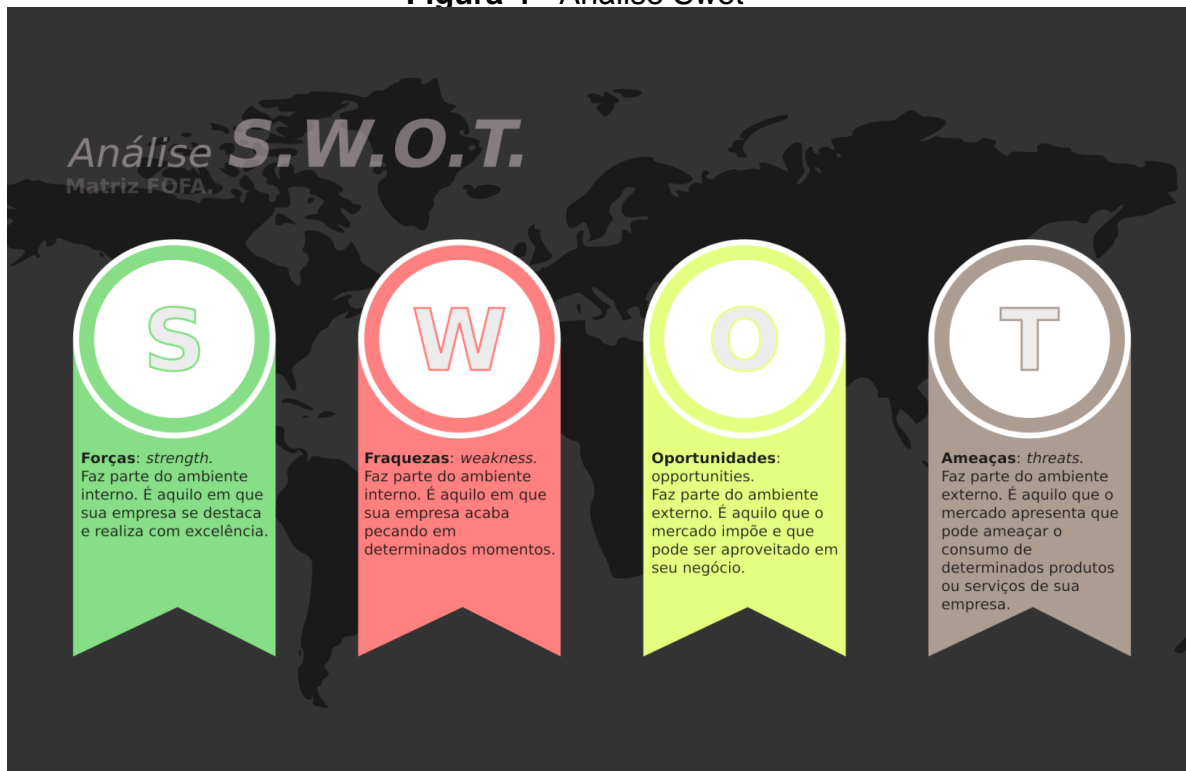 Análise S.W.O.T.
Matriz FOFA.
S
W
O
T
Forças: strength.
Faz parte do ambiente
interno. É aquilo em que
sua empresa se destaca
e realiza com excelência.
Fraquezas: weakness.
Faz parte do ambiente
interno. É aquilo em que
sua empresa acaba
pecando em
determinados momentos.
Oportunidades:
opportunities.
Faz parte do ambiente
externo. É aquilo que o
mercado impõe e que
pode ser aproveitado em
seu negócio.
Ameaças: threats.
Faz parte do ambiente
externo. É aquilo que o
mercado apresenta que
pode ameaçar o
consumo de
determinados produtos
ou serviços de sua
empresa.